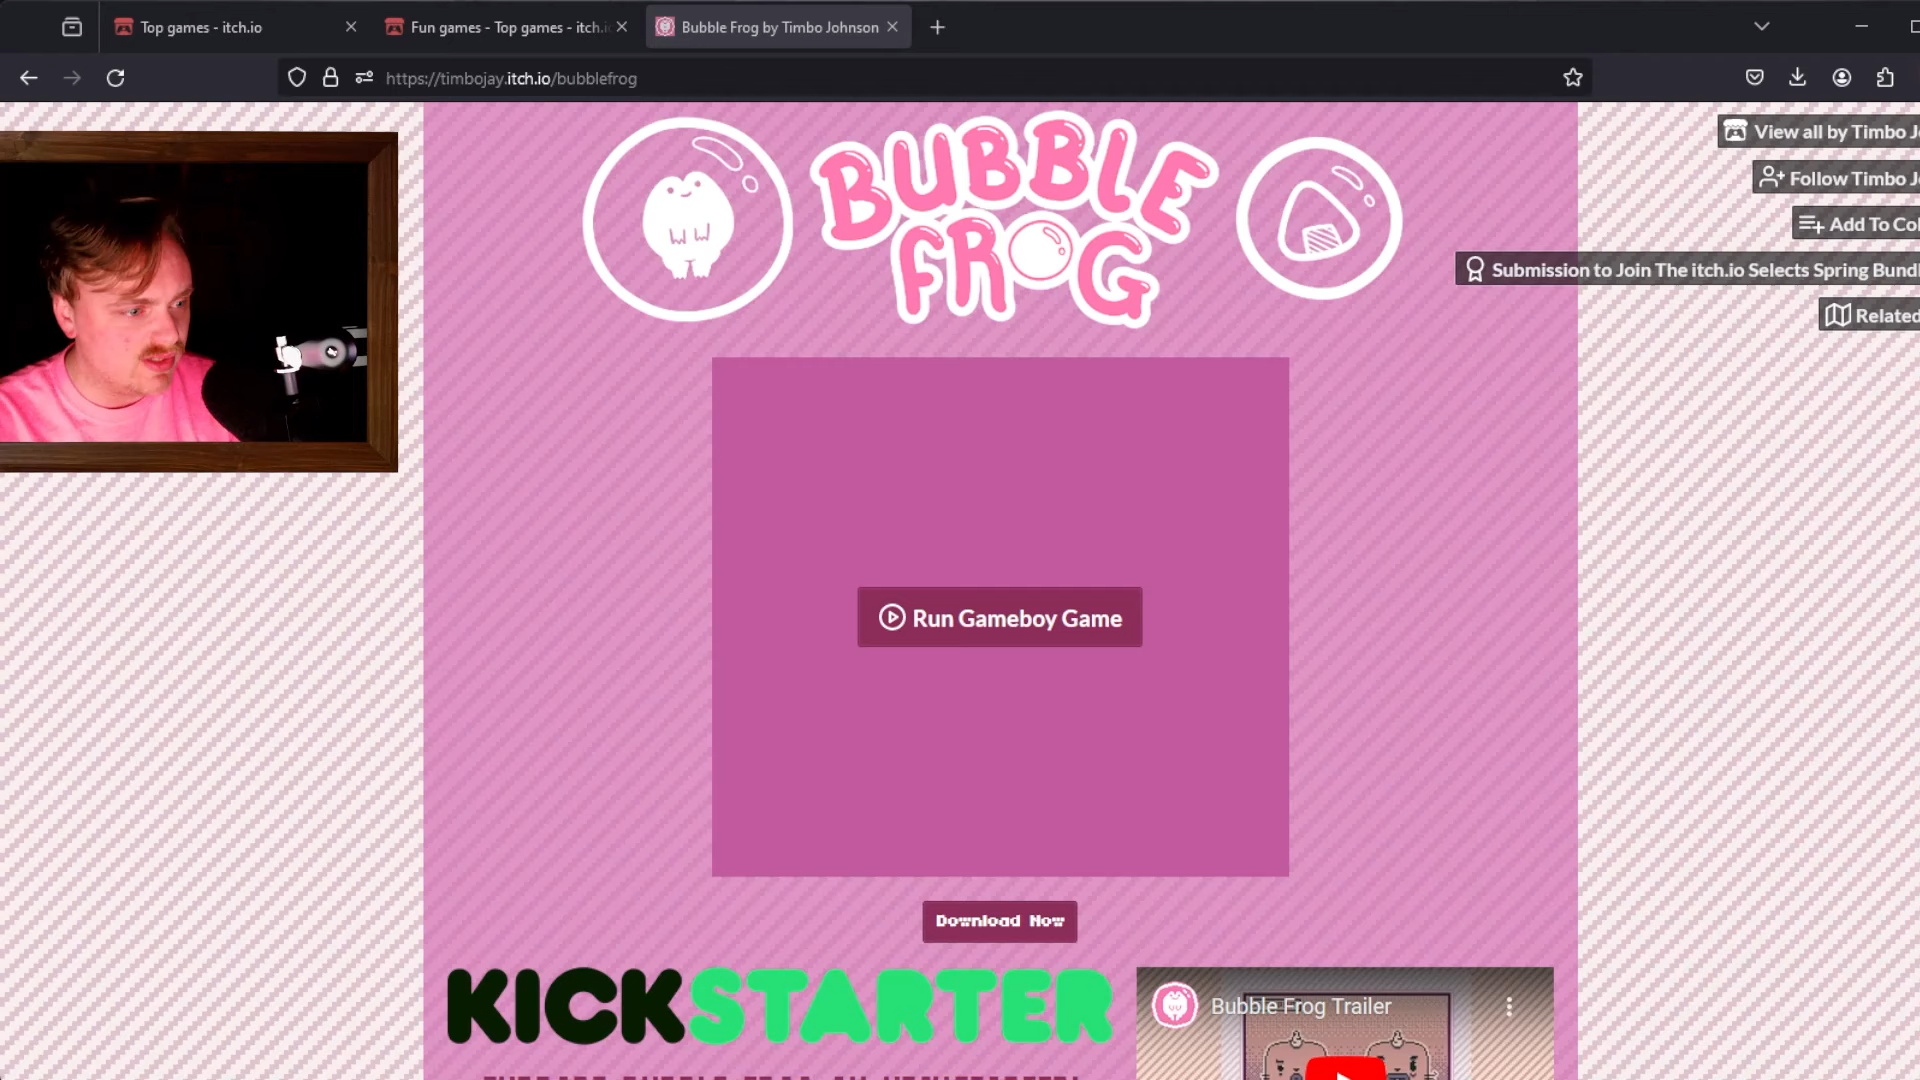 Top games - itch.io
Fun games - Top games - itch.i
Bubble Frog by Timbo Johnson
https://timbojay.itch.io/bubblefrog
BUBBLE
FROG
View all by Timbo J
Follow Timbo J
Add To Col
Submission to Join The itch.io Selects Spring Bundl
Related
Run Gameboy Game
Download Now
KICKSTARTER
Bubble Frog Trailer